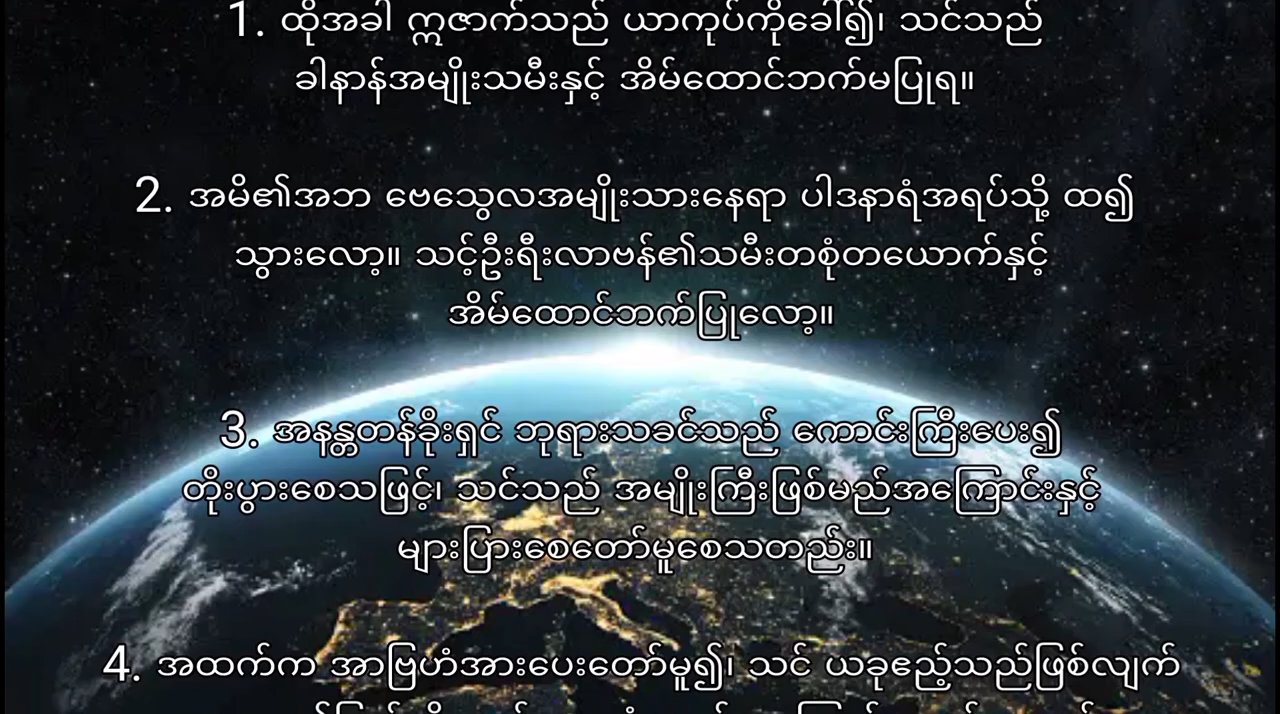 1. ထိုအခါ ဣဇာက်သည် ယာကုပ်ကိုခေါ်၍၊ သင်သည်
ခါနာန်အမျိုးသမီးနှင့် အိမ်ထောင်ဘက်မပြုရ။
2. အမိ၏အဘ ဗေသွေလအမျိုးသားနေရာ ပါဒနာရံအရပ်သို့ ထ၍
သွားလော့။ သင့်ဦးရီးလာဗန်၏သမီးတစုံတယောက်နှင့်
အိမ်ထောင်ဘက်ပြုလော့။
3. အနန္တတန်ခိုးရှင် ဘုရားသခင်သည် ကောင်းကြီးပေး၍
တိုးပွားစေသဖြင့်၊ သင်သည် အမျိုးကြီးဖြစ်မည်အကြောင်းနှင့်
များပြားစေတော်မူစေသတည်း။
4. အထက်က အာဗြဟံအားပေးတော်မူ၍၊ သင် ယခုဧည့်သည်ဖြစ်လျက်